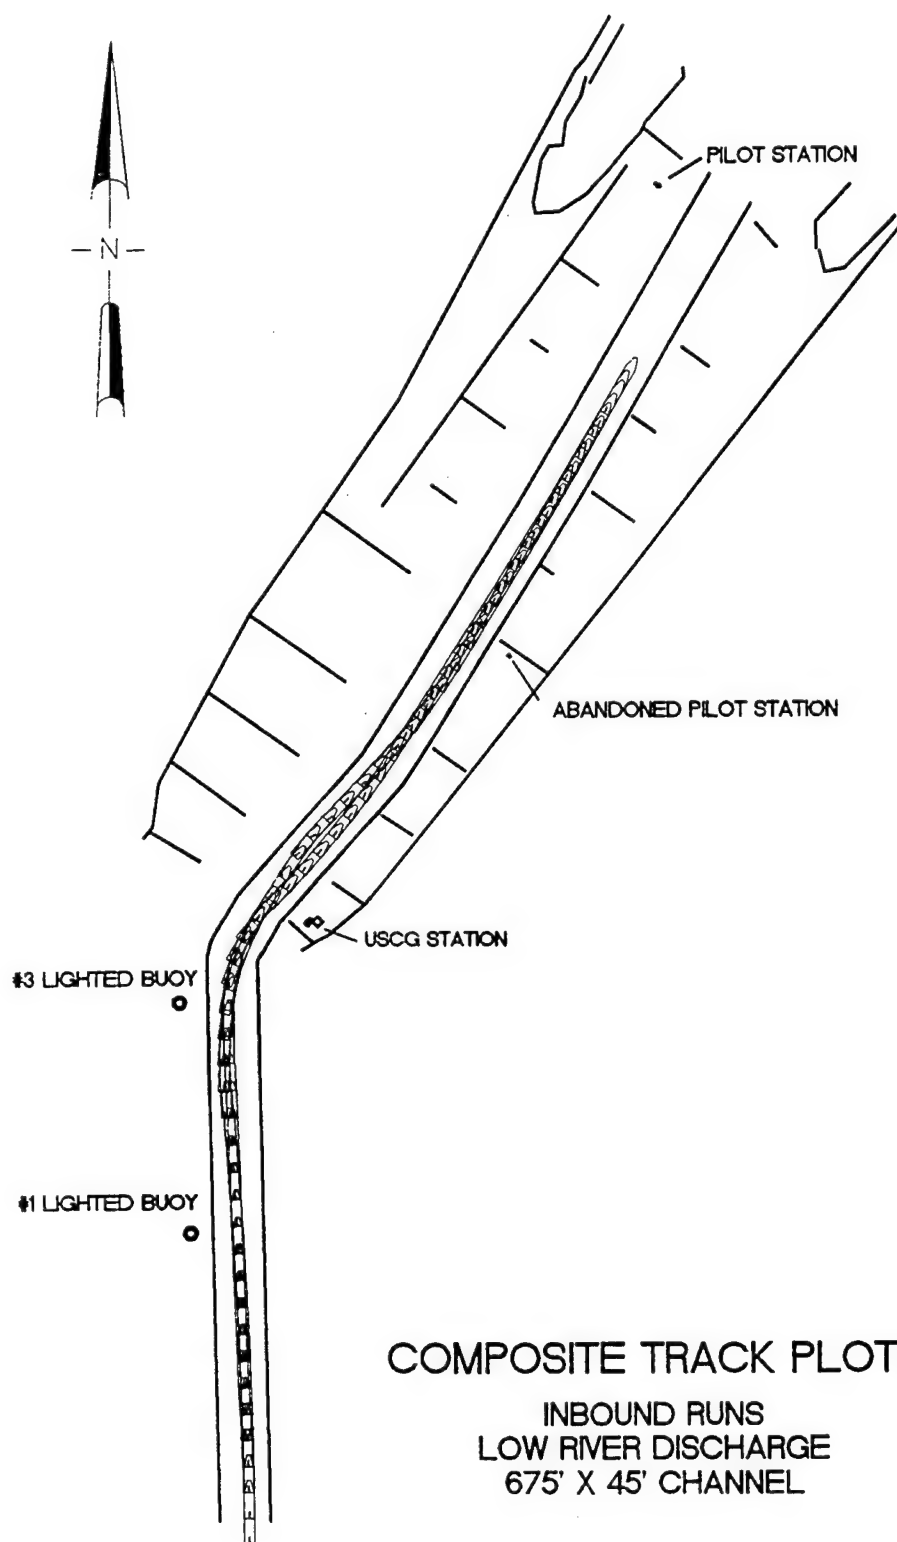 N
PILOT STATION
ABANDONED PILOT STATION
USCG STATION
#3 LIGHTED BUOY
#1 LIGHTED BUOY
COMPOSITE TRACK PLOT
INBOUND RUNS
LOW RIVER DISCHARGE
675' X 45' CHANNEL